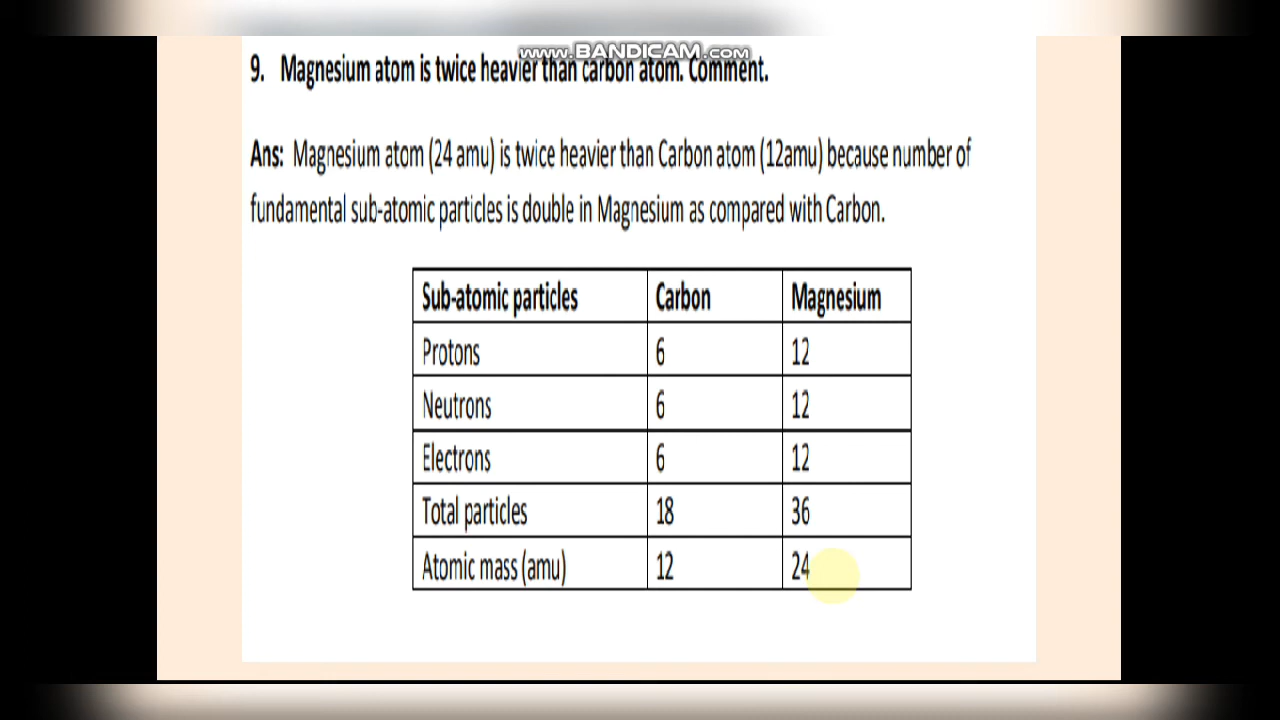 www.BANDICAM.com
9. Magnesium atom is twice heavier than carbon atom. Comment.
Ans: Magnesium atom (24 amu) is twice heavier than Carbon atom (12amu) because number of
fundamental sub-atomic particles is double in Magnesium as compared with Carbon.
Sub-atomic particles Carbon Magnesium
Protons 6 12
Neutrons 6 12
Electrons 6 12
Total particles 18 36
Atomic mass (amu) 12 24